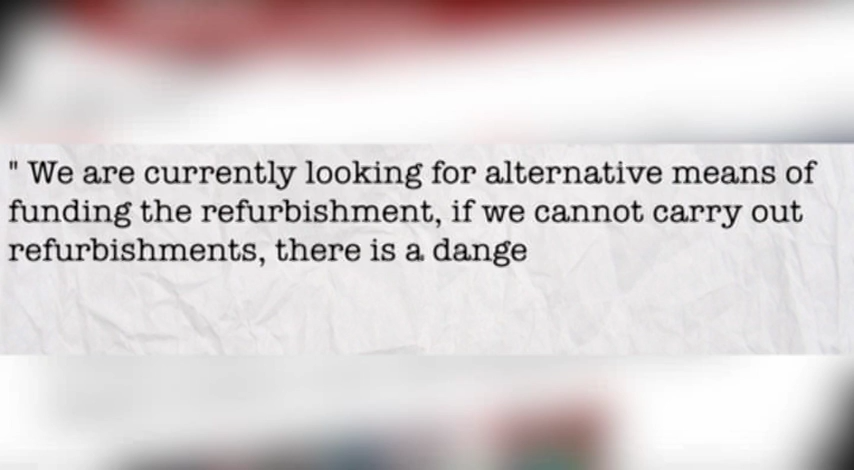 " We are currently looking for alternative means of
funding the refurbishment, if we cannot carry out
refurbishments, there is a dange